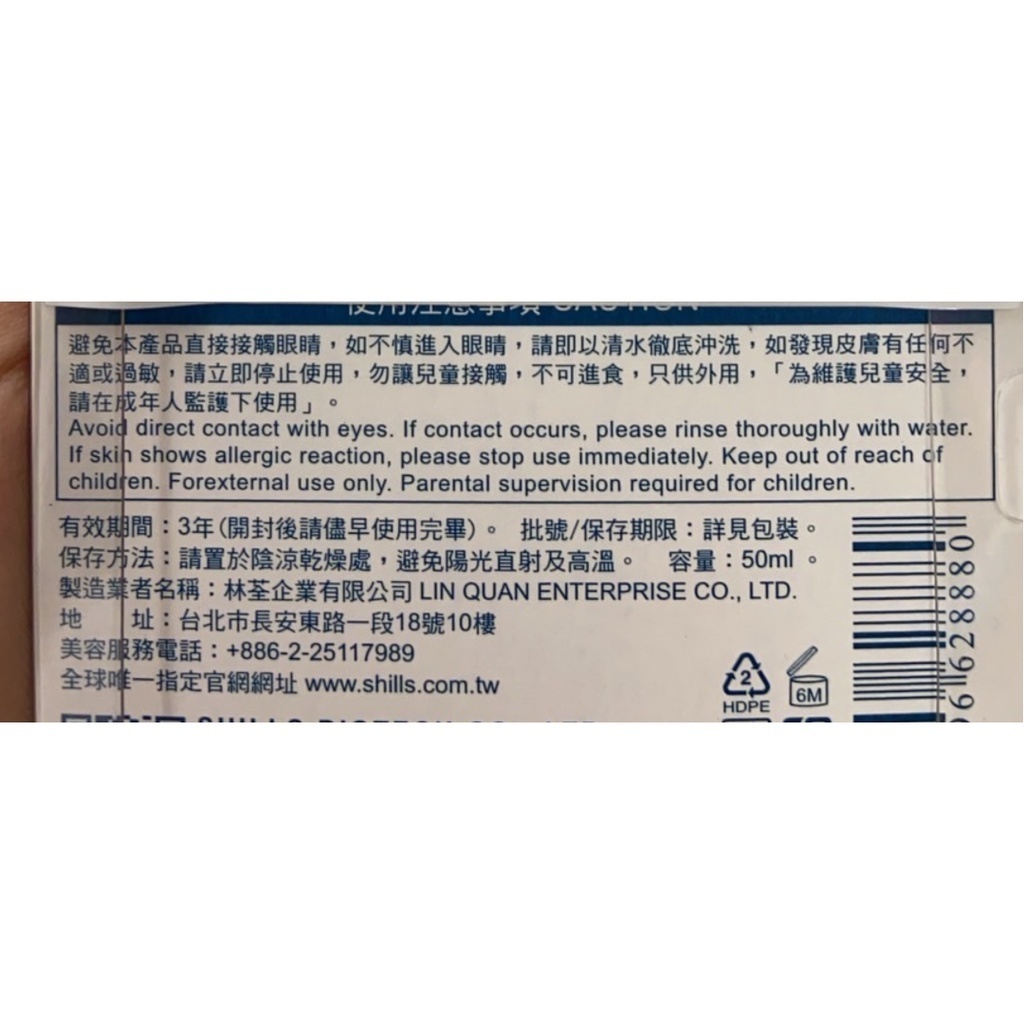 使用注意事項 CAUTION
避免本產品直接接觸眼睛，如不慎進入眼睛，請即以清水徹底沖洗，如發現皮膚有任何不
適或過敏，請立即停止使用，勿讓兒童接觸，不可進食，只供外用，「為維護兒童安全，
請在成年人監護下使用」。
Avoid direct contact with eyes. If contact occurs, please rinse thoroughly with water.
If skin shows allergic reaction, please stop use immediately. Keep out of reach of
children. Forexternal use only. Parental supervision required for children.
有效期間：3年(開封後請儘早使用完畢)。 批號/保存期限：詳見包裝。
保存方法：請置於陰涼乾燥處，避免陽光直射及高溫。 容量：50ml 。
製造業者名稱：林荃企業有限公司 LIN QUAN ENTERPRISE CO., LTD.
地 址：台北市長安東路一段18號10樓
美容服務電話：+886-2-25117989
全球唯一指定官網網址 www.shills.com.tw
2
HDPE
6M
96628880